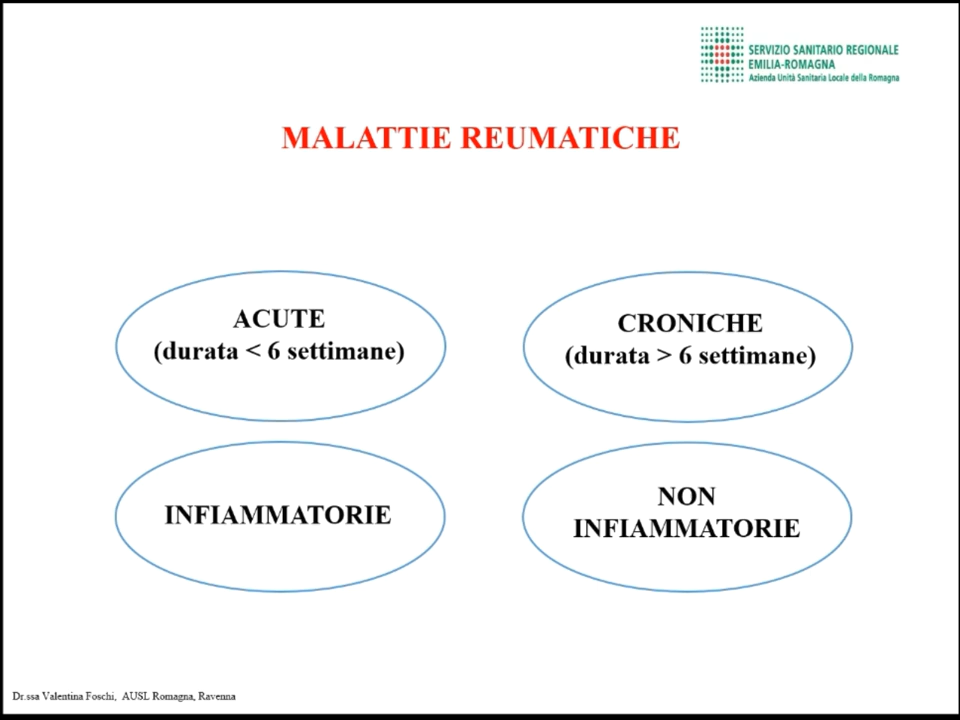 SERVIZIO SANITARIO REGIONALE
EMILIA-ROMAGNA
Azienda Unità Sanitaria Locale della Romagna
MALATTIE REUMATICHE
ACUTE
(durata < 6 settimane)
CRONICHE
(durata > 6 settimane)
INFIAMMATORIE
NON
INFIAMMATORIE
Dr.ssa Valentina Foschi, AUSL Romagna, Ravenna